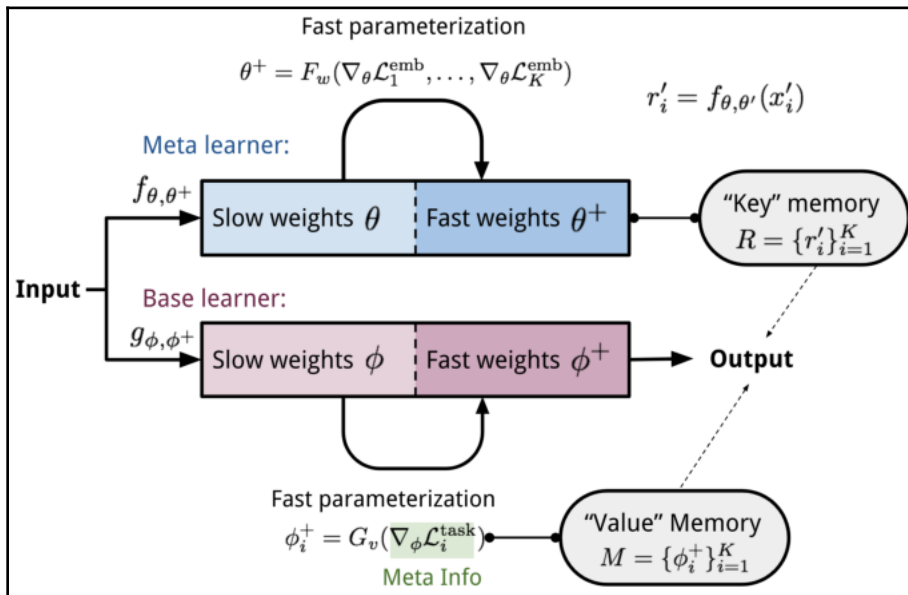 Fast parameterization
θ⁺ = F_w(∇_θ L₁^emb, . . . , ∇_θ L_K^emb)
r′_i = f_θ,θ′(x′_i)
Meta learner:
f_θ,θ⁺
Slow weights θ
Fast weights θ⁺
“Key” memory
R = {r′_i}_{i=1}^K
Input
Base learner:
g_ϕ,ϕ⁺
Slow weights ϕ
Fast weights ϕ⁺
Output
Fast parameterization
ϕ_i⁺ = G_v(∇_ϕ L_i^task)
Meta Info
“Value” Memory
M = {ϕ_i⁺}_{i=1}^K